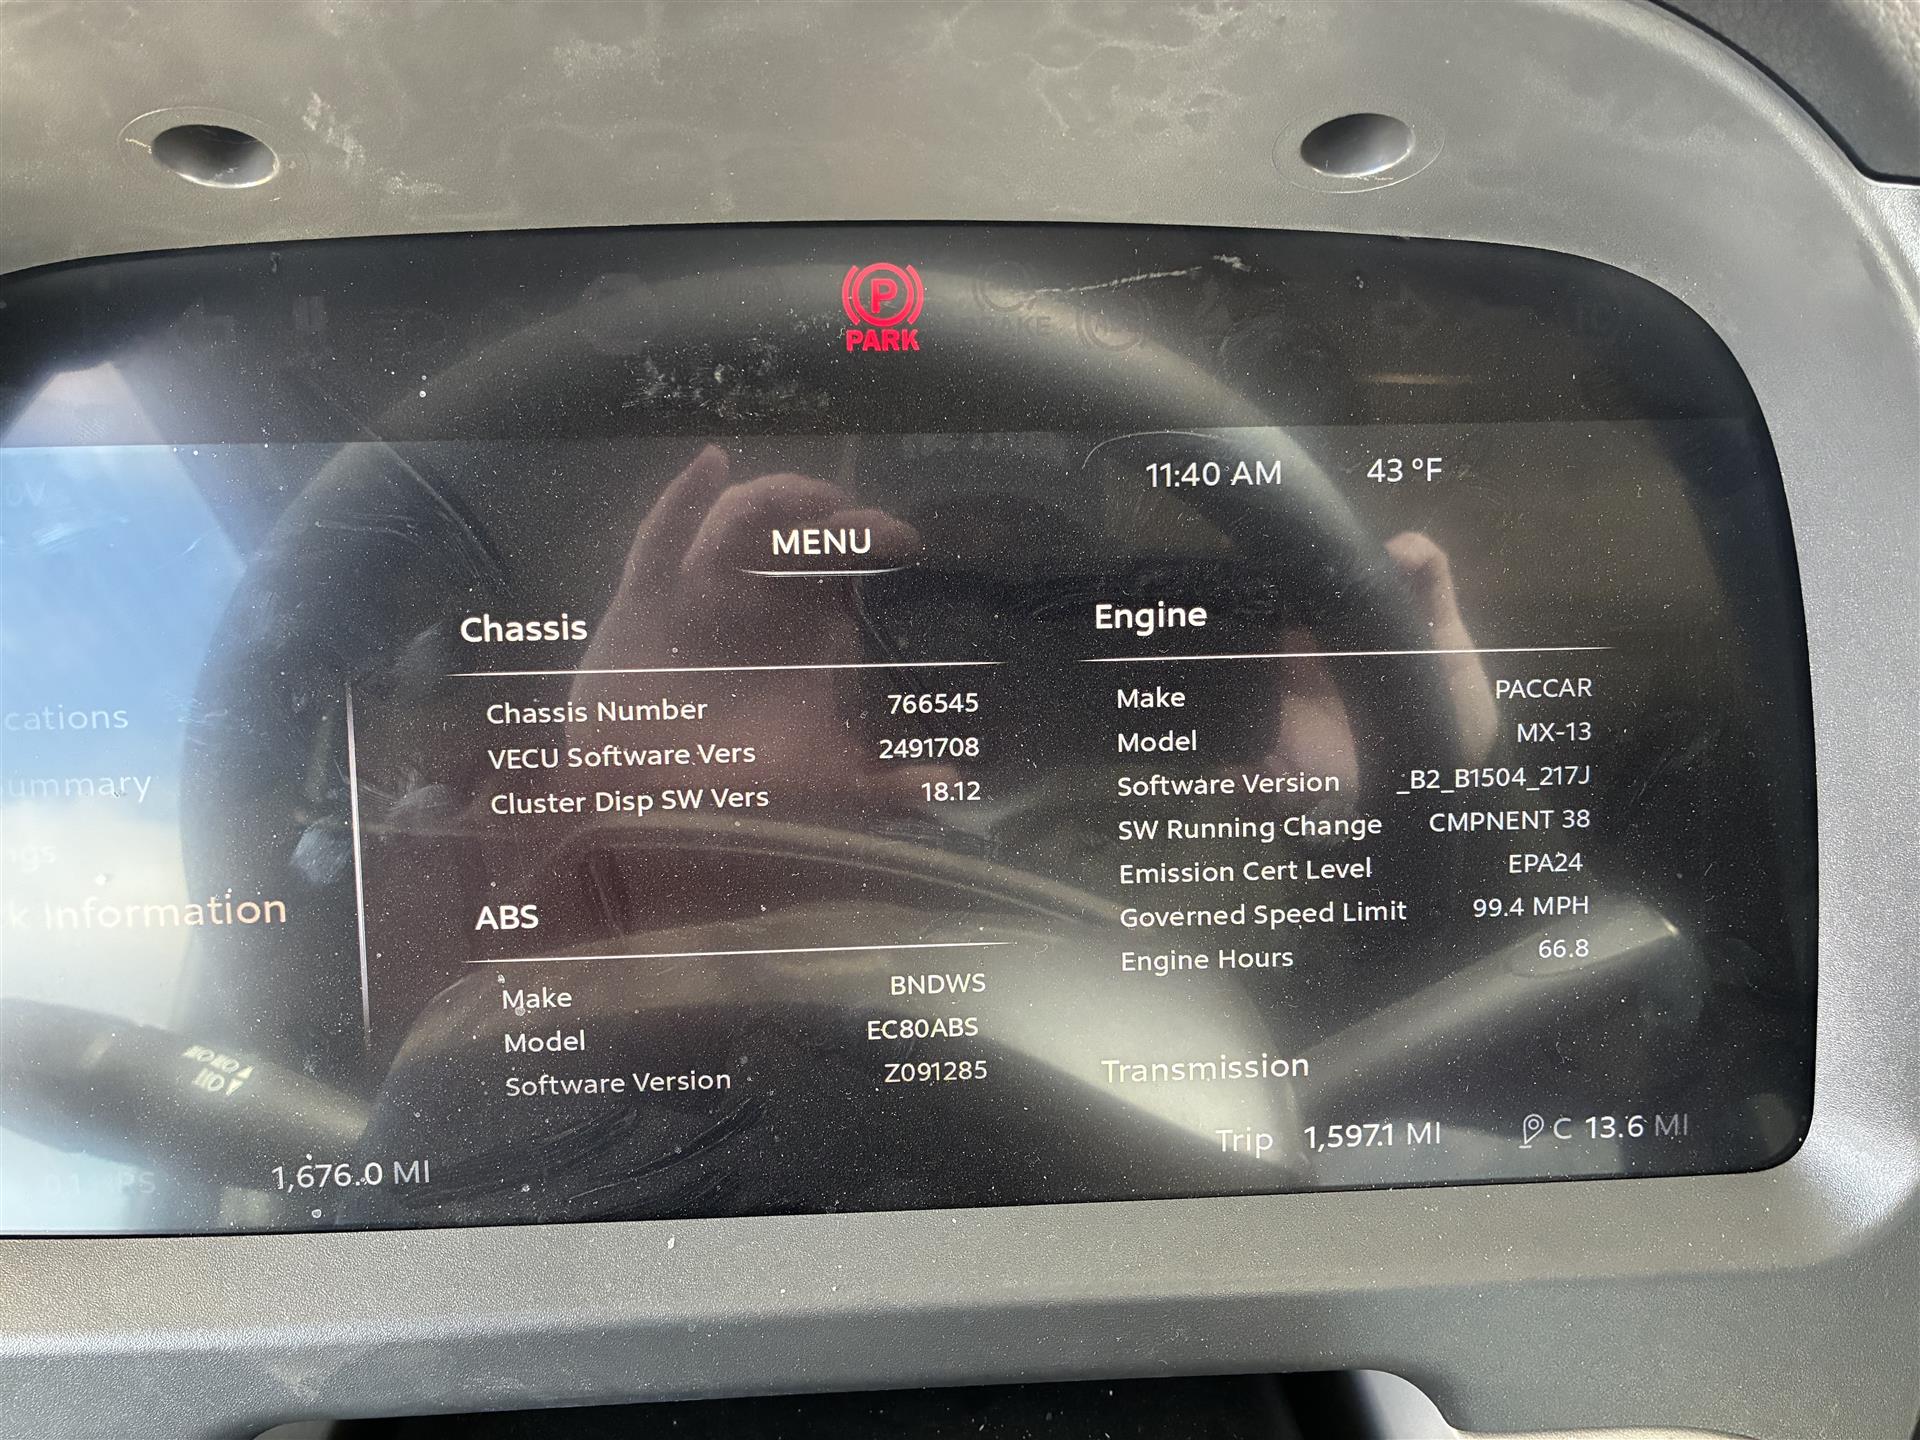 P
PARK
11:40 AM 43 °F
MENU
Chassis
Chassis Number 766545
VECU Software Vers 2491708
Cluster Disp SW Vers 18.12
ABS
Make BNDWS
Model EC80ABS
Software Version Z091285
Engine
Make PACCAR
Model MX-13
Software Version _B2_B1504_217J
SW Running Change CMPNENT 38
Emission Cert Level EPA24
Governed Speed Limit 99.4 MPH
Engine Hours 66.8
Transmission
cations
ummary
k Information
1,676.0 MI
Trip 1,597.1 MI C 13.6 MI